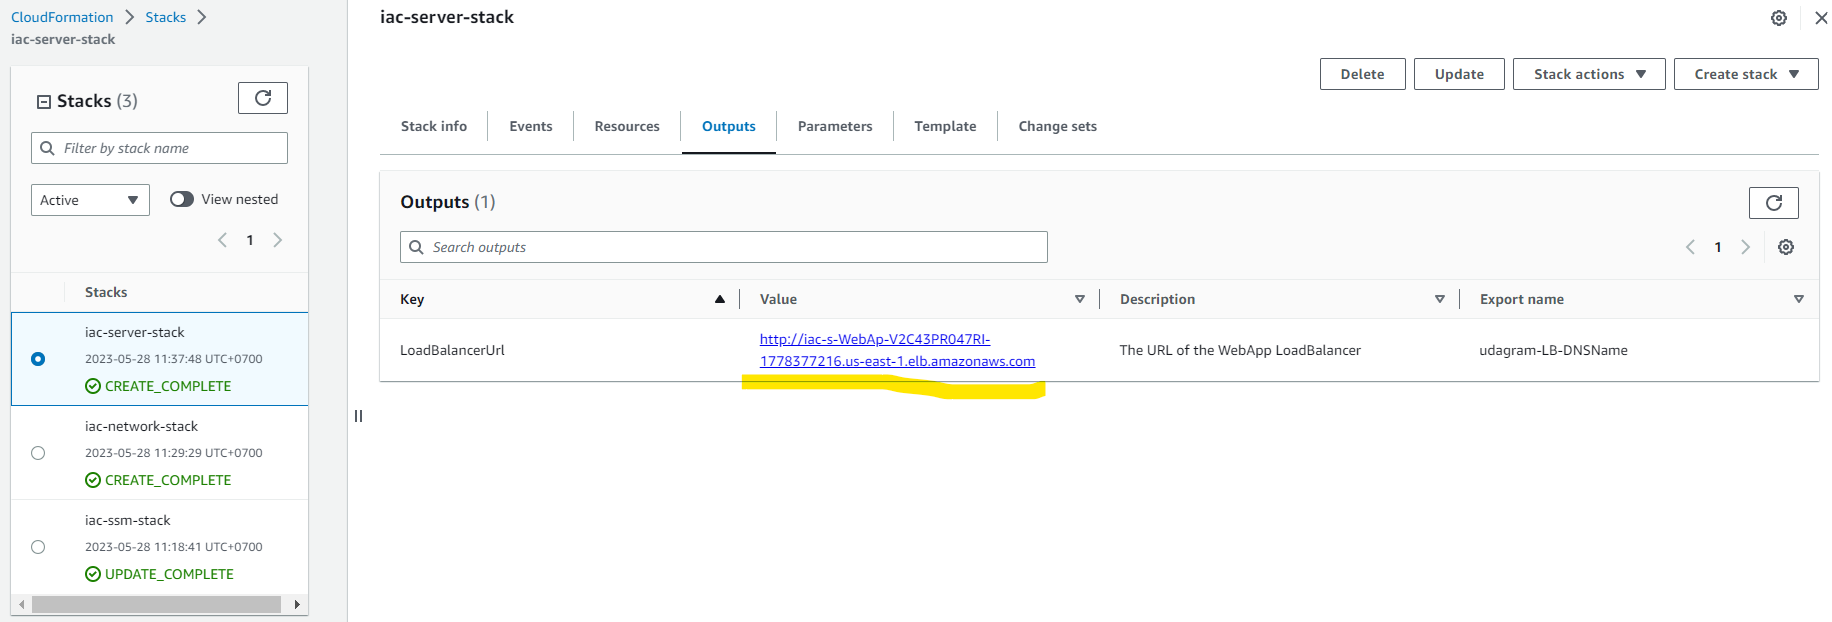 CloudFormation
Stacks
iac-server-stack
Stacks (3)
Filter by stack name
Active
View nested
1
Stacks
iac-server-stack
2023-05-28 11:37:48 UTC+0700
CREATE_COMPLETE
iac-network-stack
2023-05-28 11:29:29 UTC+0700
CREATE_COMPLETE
iac-ssm-stack
2023-05-28 11:18:41 UTC+0700
UPDATE_COMPLETE
iac-server-stack
Delete
Update
Stack actions
Create stack
Stack info
Events
Resources
Outputs
Parameters
Template
Change sets
Outputs (1)
Search outputs
1
Key
Value
Description
Export name
LoadBalancerUrl
http://iac-s-WebAp-V2C43PR047RI-
1778377216.us-east-1.elb.amazonaws.com
The URL of the WebApp LoadBalancer
udagram-LB-DNSName